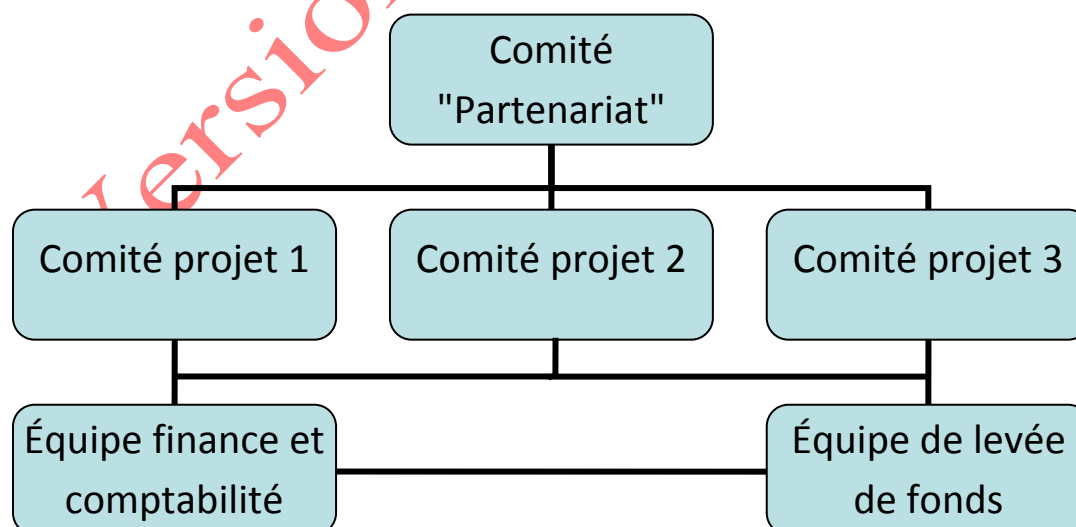 Version
Comité
"Partenariat"
Comité projet 1
Comité projet 2
Comité projet 3
Équipe finance et
comptabilité
Équipe de levée
de fonds